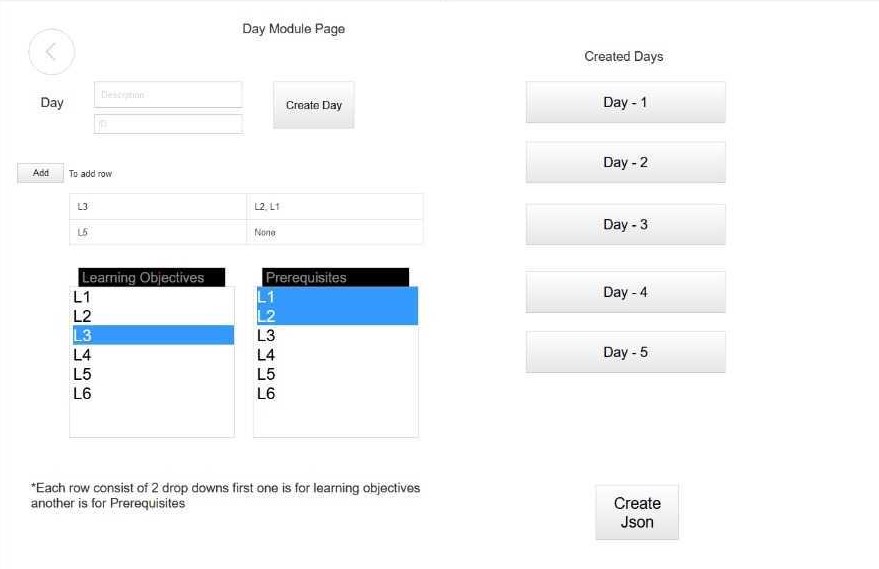 Day Module Page
Created Days
Day
Description
ID
Create Day
Day - 1
Day - 2
Add
To add row
L3
L2, L1
L5
None
Day - 3
Learning Objectives
L1
L2
L3
L4
L5
L6
Prerequisites
L1
L2
L3
L4
L5
L6
Day - 4
Day - 5
*Each row consist of 2 drop downs first one is for learning objectives
another is for Prerequisites
Create
Json